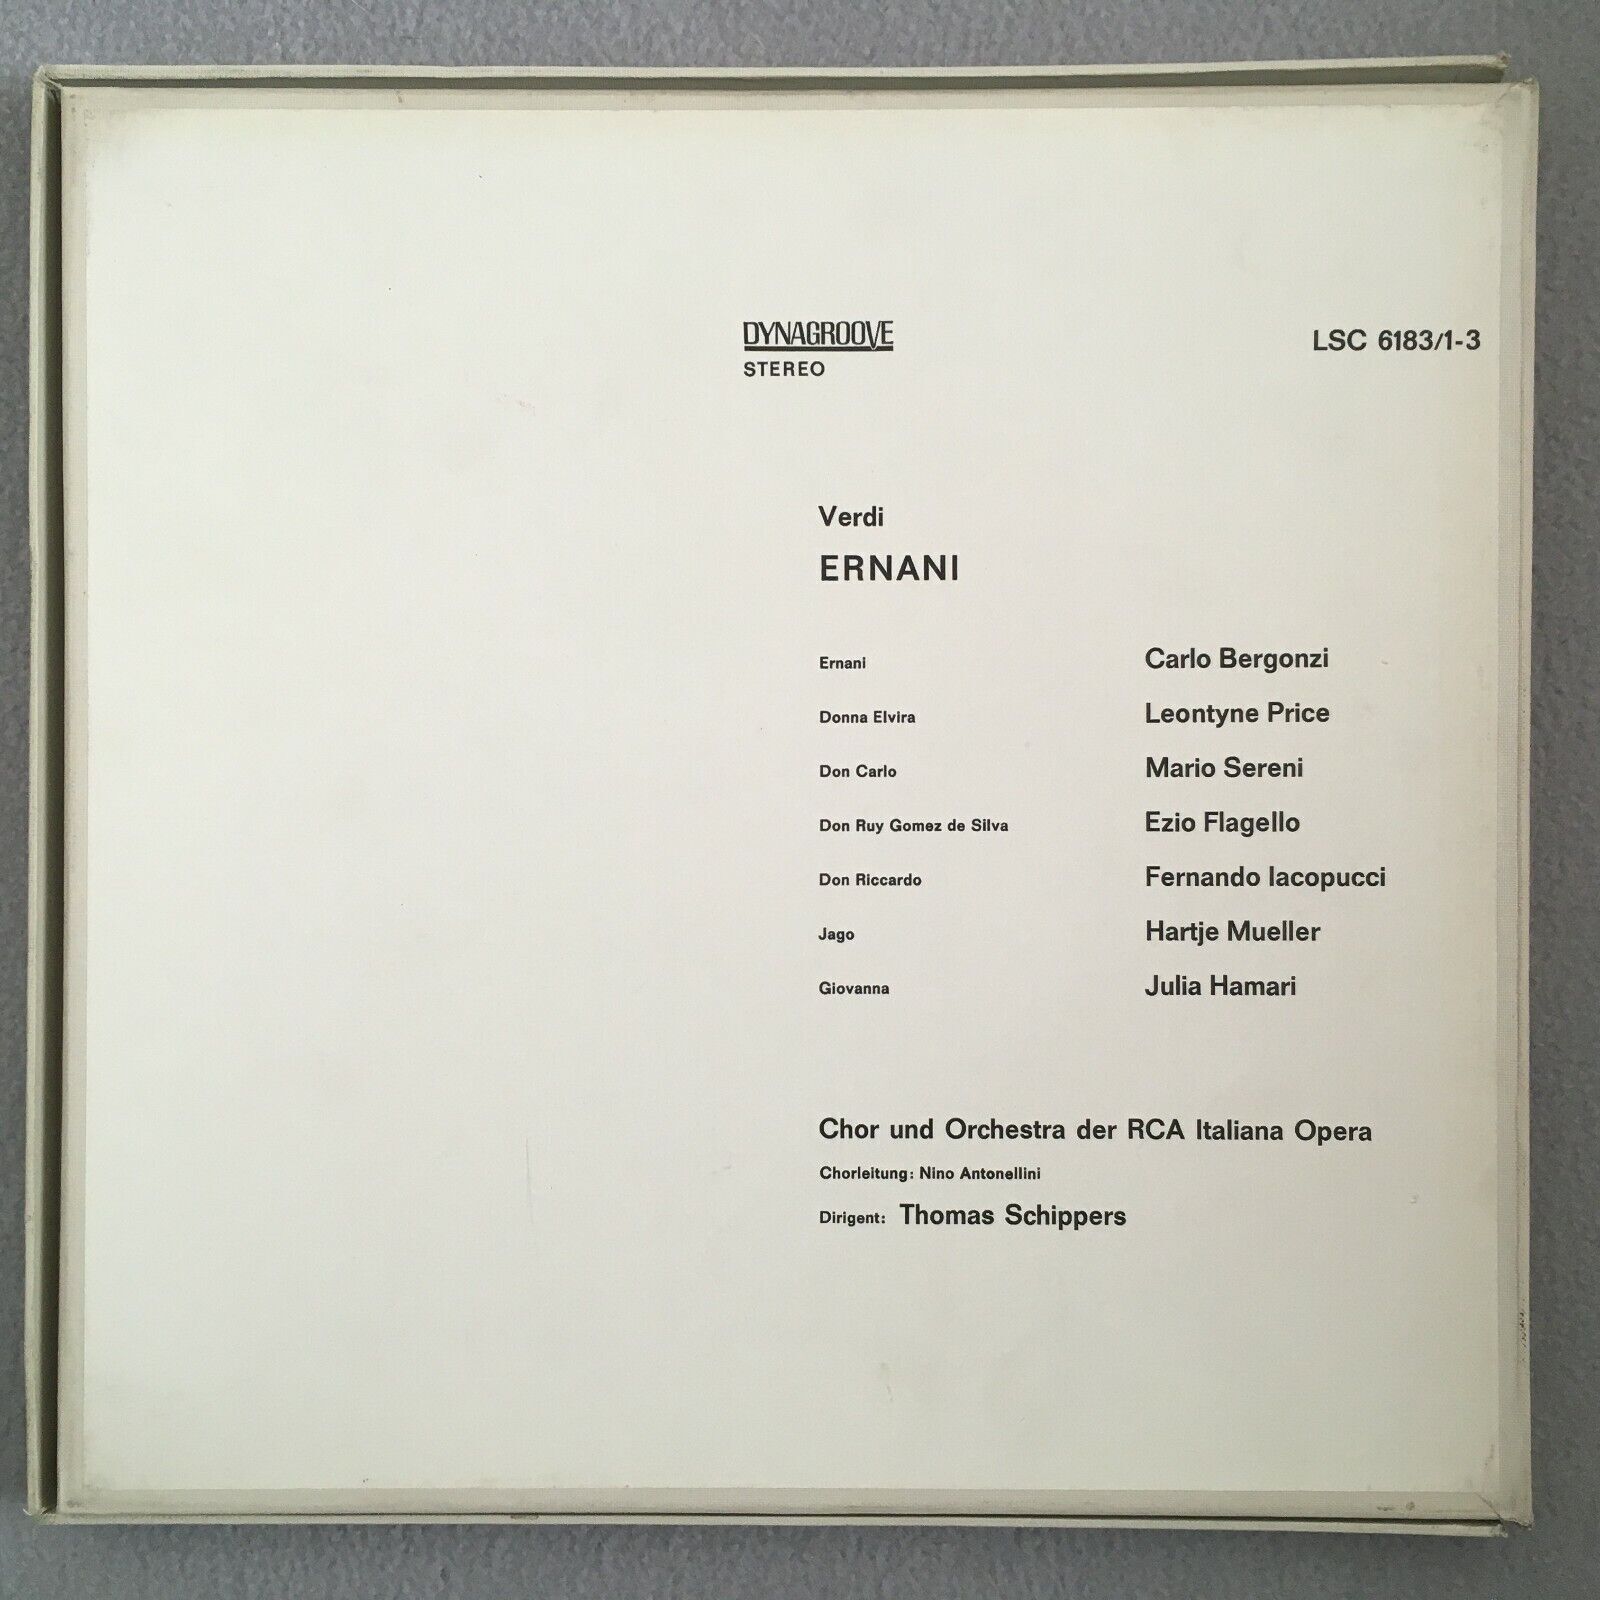 DYNAGROOVE
STEREO
LSC 6183/1-3
Verdi
ERNANI
Ernani Carlo Bergonzi
Donna Elvira Leontyne Price
Don Carlo Mario Sereni
Don Ruy Gomez de Silva Ezio Flagello
Don Riccardo Fernando Iacopucci
Jago Hartje Mueller
Giovanna Julia Hamari
Chor und Orchestra der RCA Italiana Opera
Chorleitung: Nino Antonellini
Dirigent: Thomas Schippers